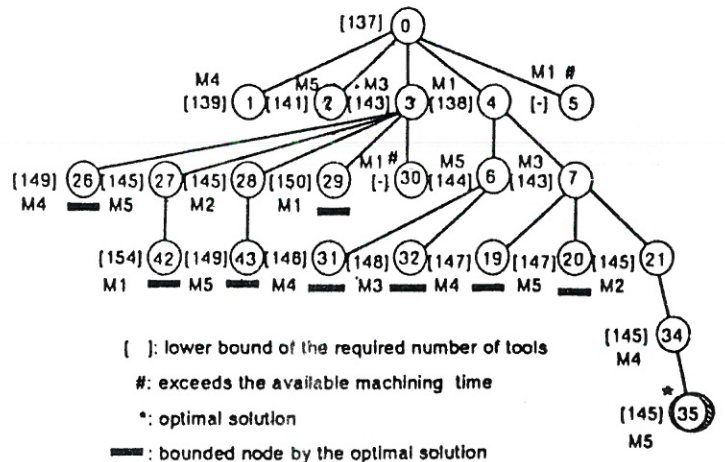 [137] 0
M4 M5 M3 M1 M1 #
[139] 1 [141] 2 [143] 3 [138] 4 [-] 5
M1# M5 M3
[149] 26 [145] 27 [145] 28 [150] 29 [-] 30 [144] 6 [143] 7
M4 M5 M2 M1
[154] 42 [149] 43 [146] 31 [148] 32 [147] 19 [147] 20 [145] 21
M1 M5 M4 M3 M4 M5 M2
[145] 34
M4
*
[145] 35
M5
[ ]: lower bound of the required number of tools
#: exceeds the available machining time
*: optimal solution
: bounded node by the optimal solution